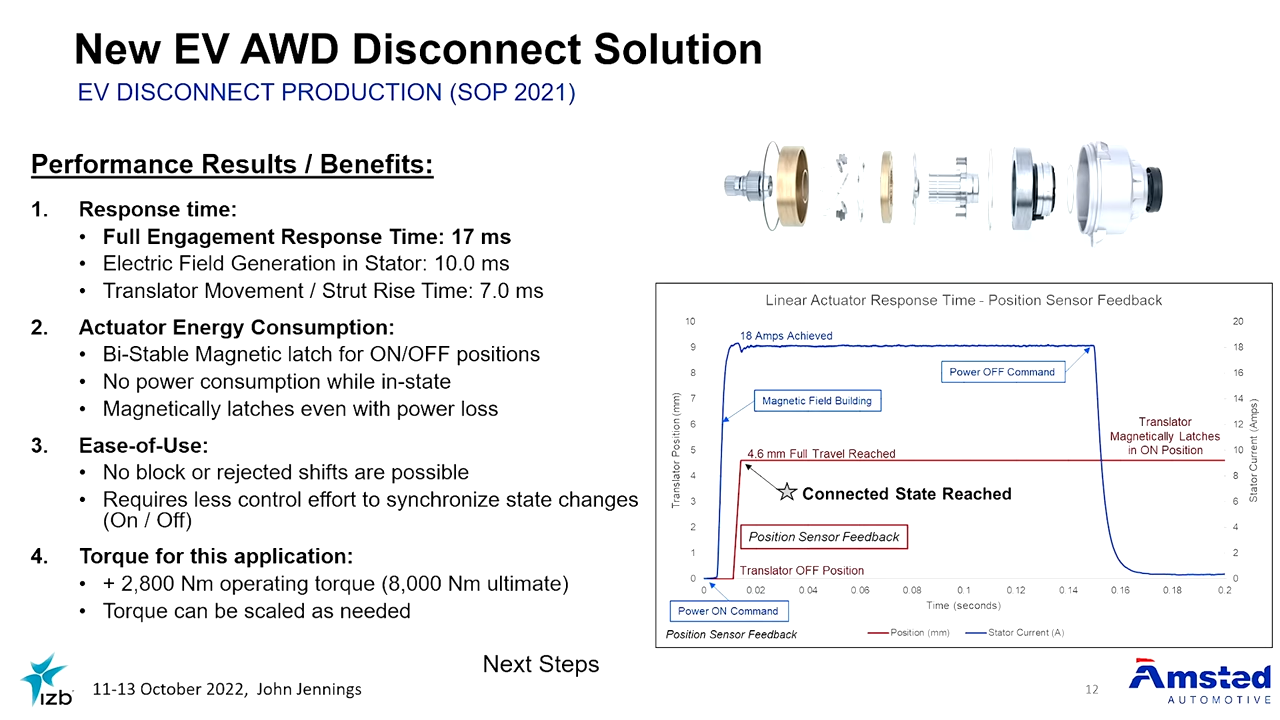 New EV AWD Disconnect Solution
EV DISCONNECT PRODUCTION (SOP 2021)
Performance Results / Benefits:
1. Response time:
• Full Engagement Response Time: 17 ms
• Electric Field Generation in Stator: 10.0 ms
• Translator Movement / Strut Rise Time: 7.0 ms
2. Actuator Energy Consumption:
• Bi-Stable Magnetic latch for ON/OFF positions
• No power consumption while in-state
• Magnetically latches even with power loss
3. Ease-of-Use:
• No block or rejected shifts are possible
• Requires less control effort to synchronize state changes
(On / Off)
4. Torque for this application:
• + 2,800 Nm operating torque (8,000 Nm ultimate)
• Torque can be scaled as needed
Linear Actuator Response Time - Position Sensor Feedback
Translator Position (mm)
10
9
8
7
6
5
4
3
2
1
0
18 Amps Achieved
Power OFF Command
Magnetic Field Building
Translator
Magnetically Latches
in ON Position
4.6 mm Full Travel Reached
Connected State Reached
Position Sensor Feedback
Translator OFF Position
20
18
16
14
12
10
8
6
4
2
0
Stator Current (Amps)
0 0.02 0.04 0.06 0.08 0.1 0.12 0.14 0.16 0.18 0.2
Time (seconds)
Power ON Command
Position Sensor Feedback
Position (mm) Stator Current (A)
Next Steps
izb
11-13 October 2022, John Jennings
12
Amsted
AUTOMOTIVE